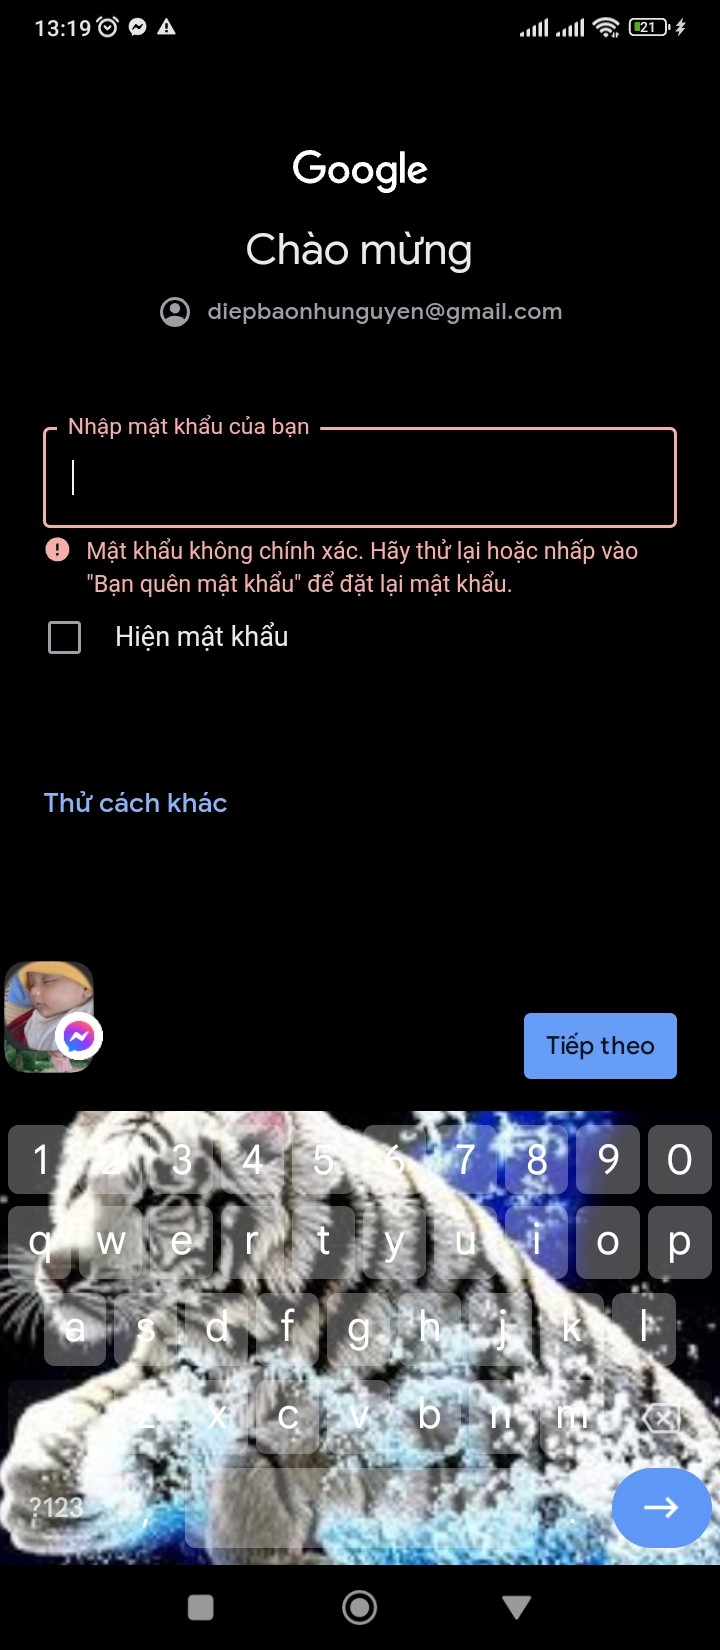 13:19
21
Google
Chào mừng
diepbaonhunguyen@gmail.com
Nhập mật khẩu của bạn
Mật khẩu không chính xác. Hãy thử lại hoặc nhấp vào
"Bạn quên mật khẩu" để đặt lại mật khẩu.
Hiện mật khẩu
Thử cách khác
Tiếp theo
1 2 3 4 5 6 7 8 9 0
q w e r t y u i o p
a s d f g h j k l
z x c v b n m
?123 , .